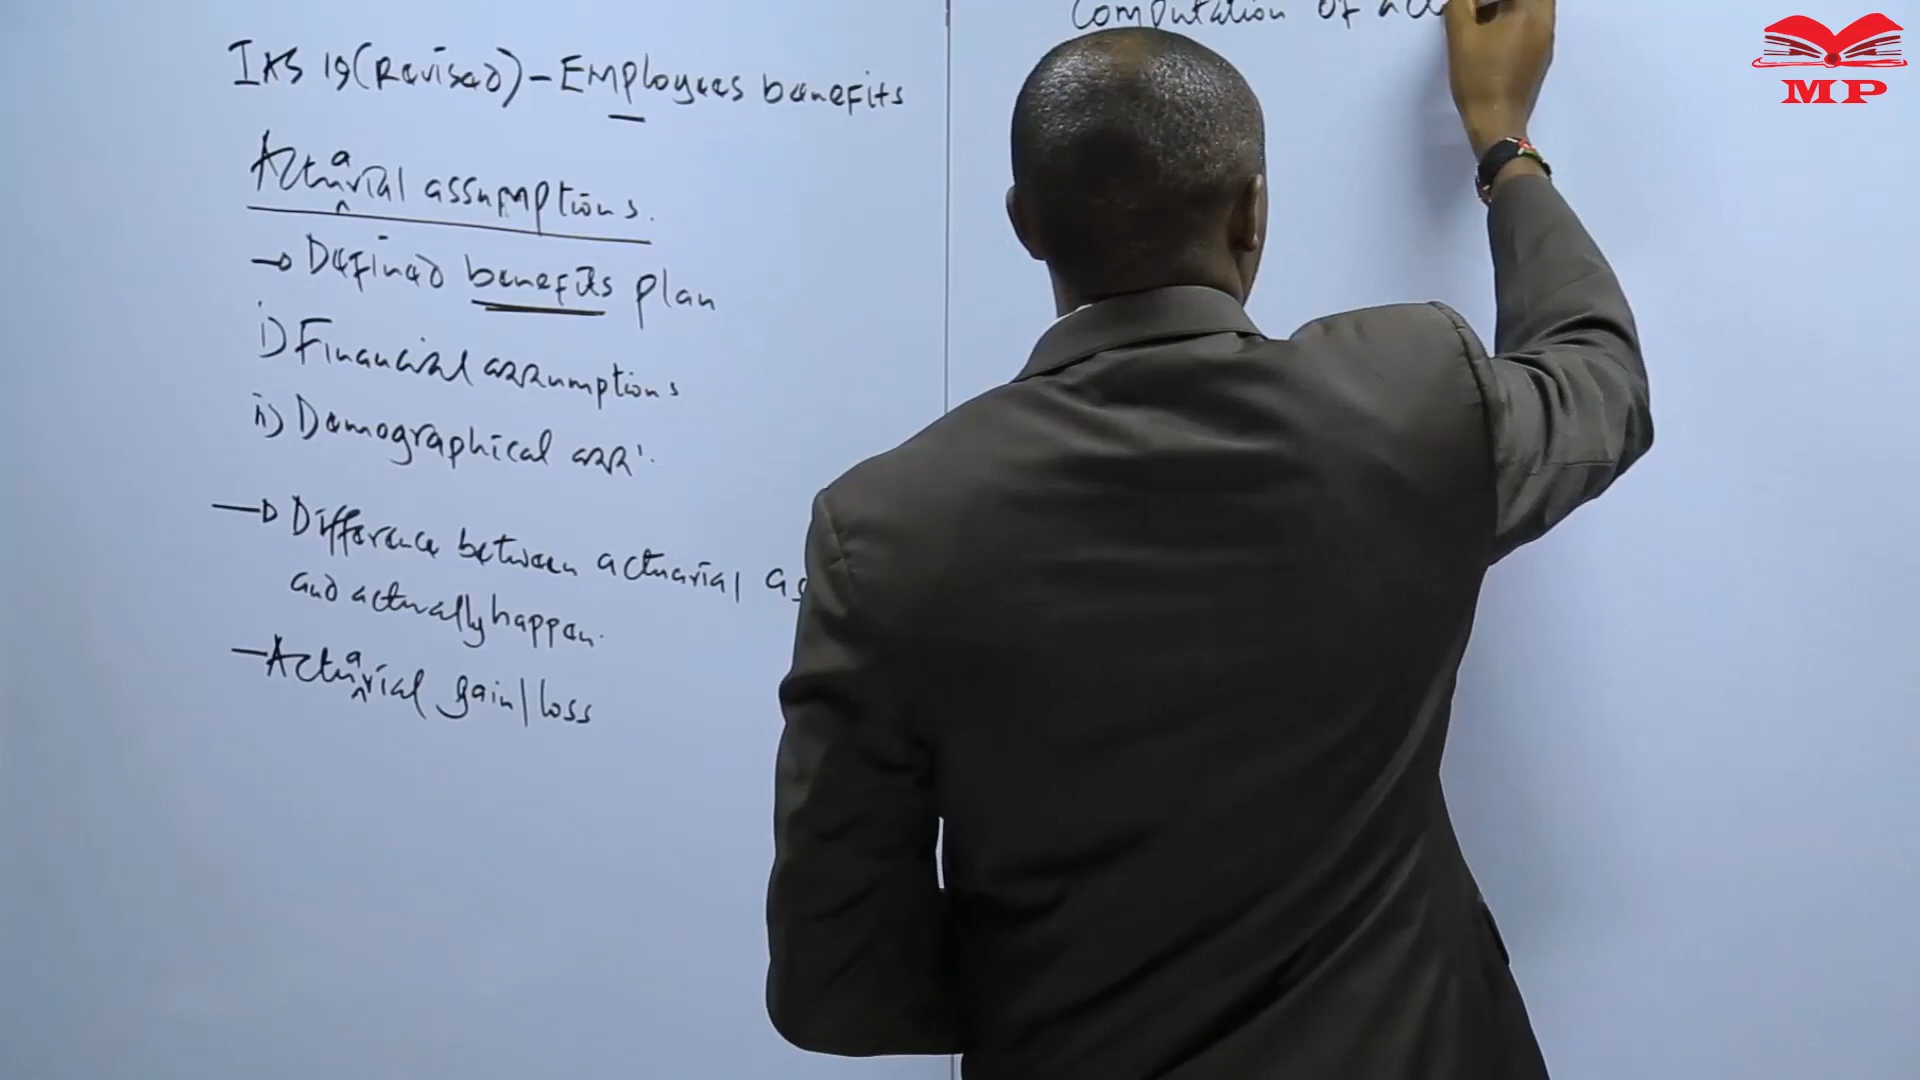 IAS 19 (Revised) - Employees benefits
Actuarial assumptions.
→ Defined benefits plan
i) Financial assumptions
ii) Demographical ass'.
→ Difference between actuarial as
and actually happen.
- Actuarial gain/loss
Computation of
MP